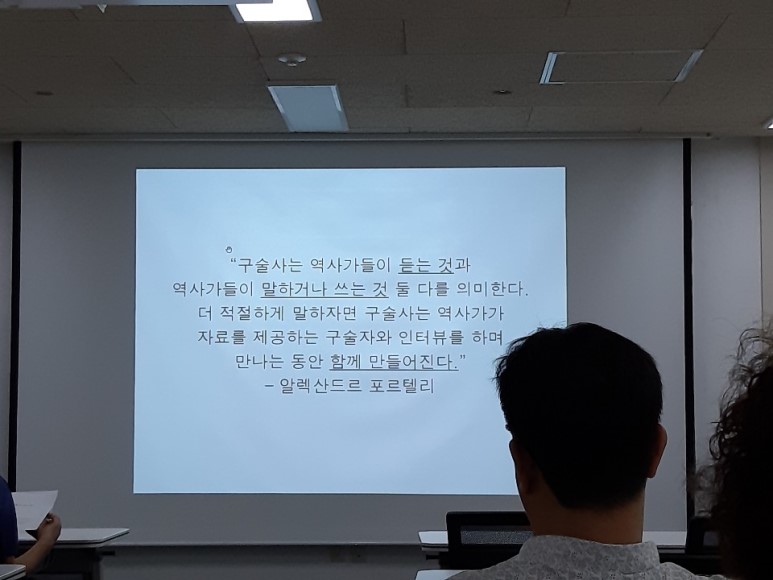 “구술사는 역사가들이 듣는 것과
역사가들이 말하거나 쓰는 것 둘 다를 의미한다.
더 적절하게 말하자면 구술사는 역사가가
자료를 제공하는 구술자와 인터뷰를 하며
만나는 동안 함께 만들어진다.”
– 알렉산드르 포르텔리